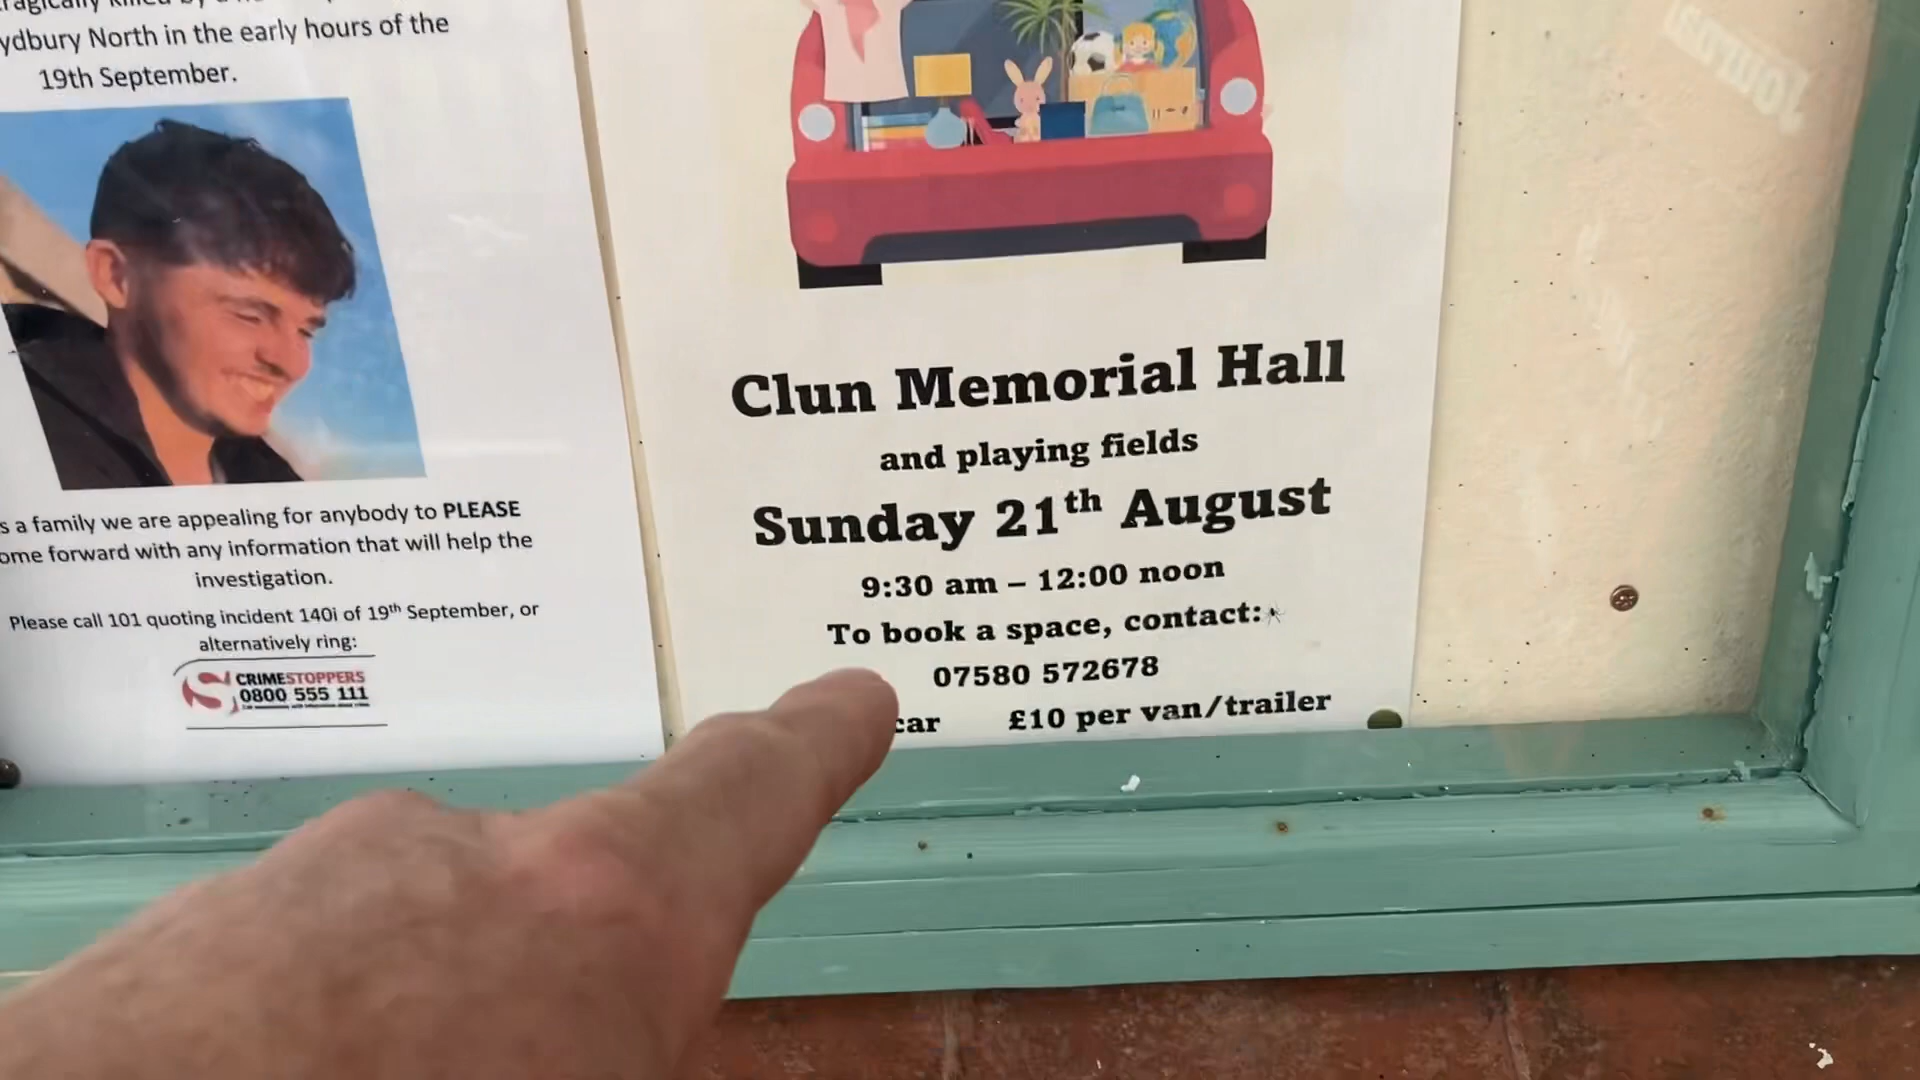 ydbury North in the early hours of the
19th September.
s a family we are appealing for anybody to PLEASE
ome forward with any information that will help the
investigation.
Please call 101 quoting incident 140i of 19th September, or
alternatively ring:
CRIMESTOPPERS
0800 555 111
Clun Memorial Hall
and playing fields
Sunday 21th August
9:30 am – 12:00 noon
To book a space, contact:
07580 572678
car £10 per van/trailer
Journal